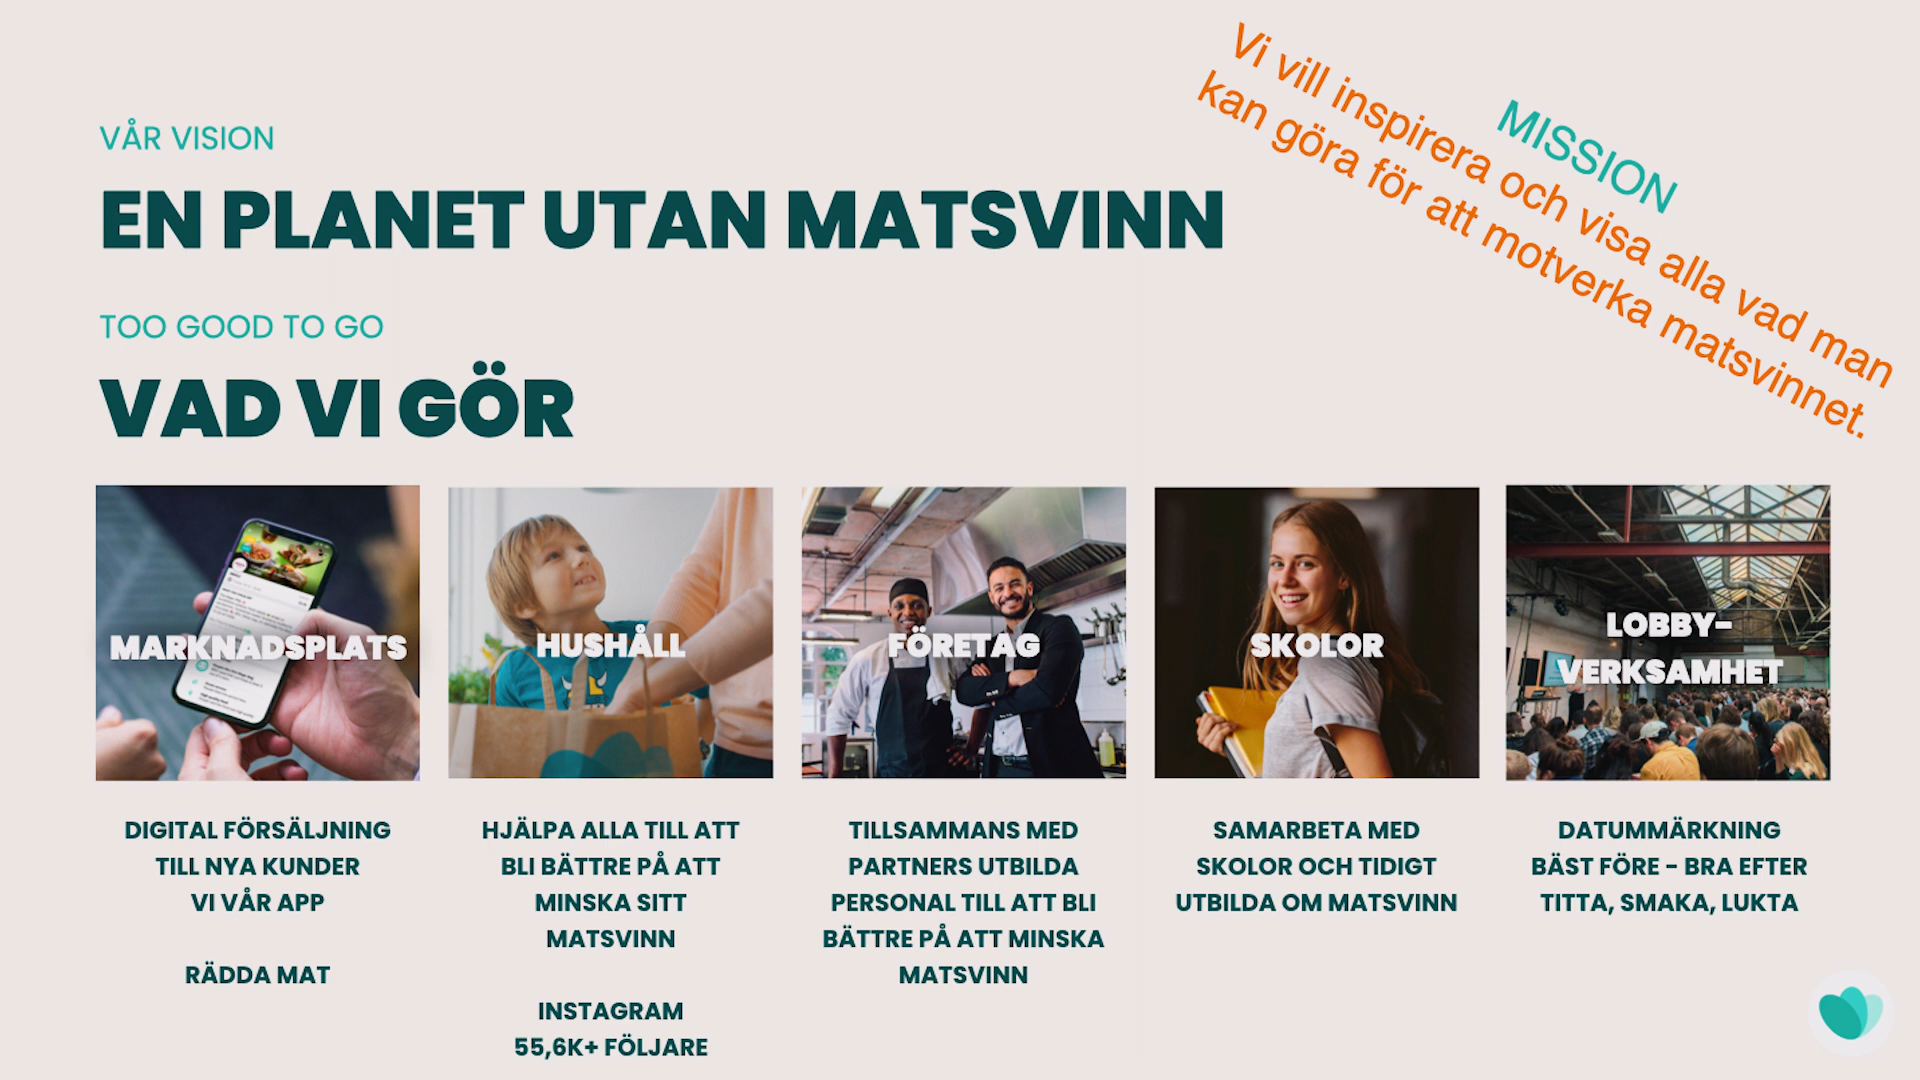 VÅR VISION
EN PLANET UTAN MATSVINN
MISSION
Vi vill inspirera och visa alla vad man
kan göra för att motverka matsvinnet.
TOO GOOD TO GO
VAD VI GÖR
MARKNADSPLATS
DIGITAL FÖRSÄLJNING
TILL NYA KUNDER
VI VÅR APP
RÄDDA MAT
HUSHÅLL
HJÄLPA ALLA TILL ATT
BLI BÄTTRE PÅ ATT
MINSKA SITT
MATSVINN
INSTAGRAM
55,6K+ FÖLJARE
FÖRETAG
TILLSAMMANS MED
PARTNERS UTBILDA
PERSONAL TILL ATT BLI
BÄTTRE PÅ ATT MINSKA
MATSVINN
SKOLOR
SAMARBETA MED
SKOLOR OCH TIDIGT
UTBILDA OM MATSVINN
LOBBY-
VERKSAMHET
DATUMMÄRKNING
BÄST FÖRE - BRA EFTER
TITTA, SMAKA, LUKTA